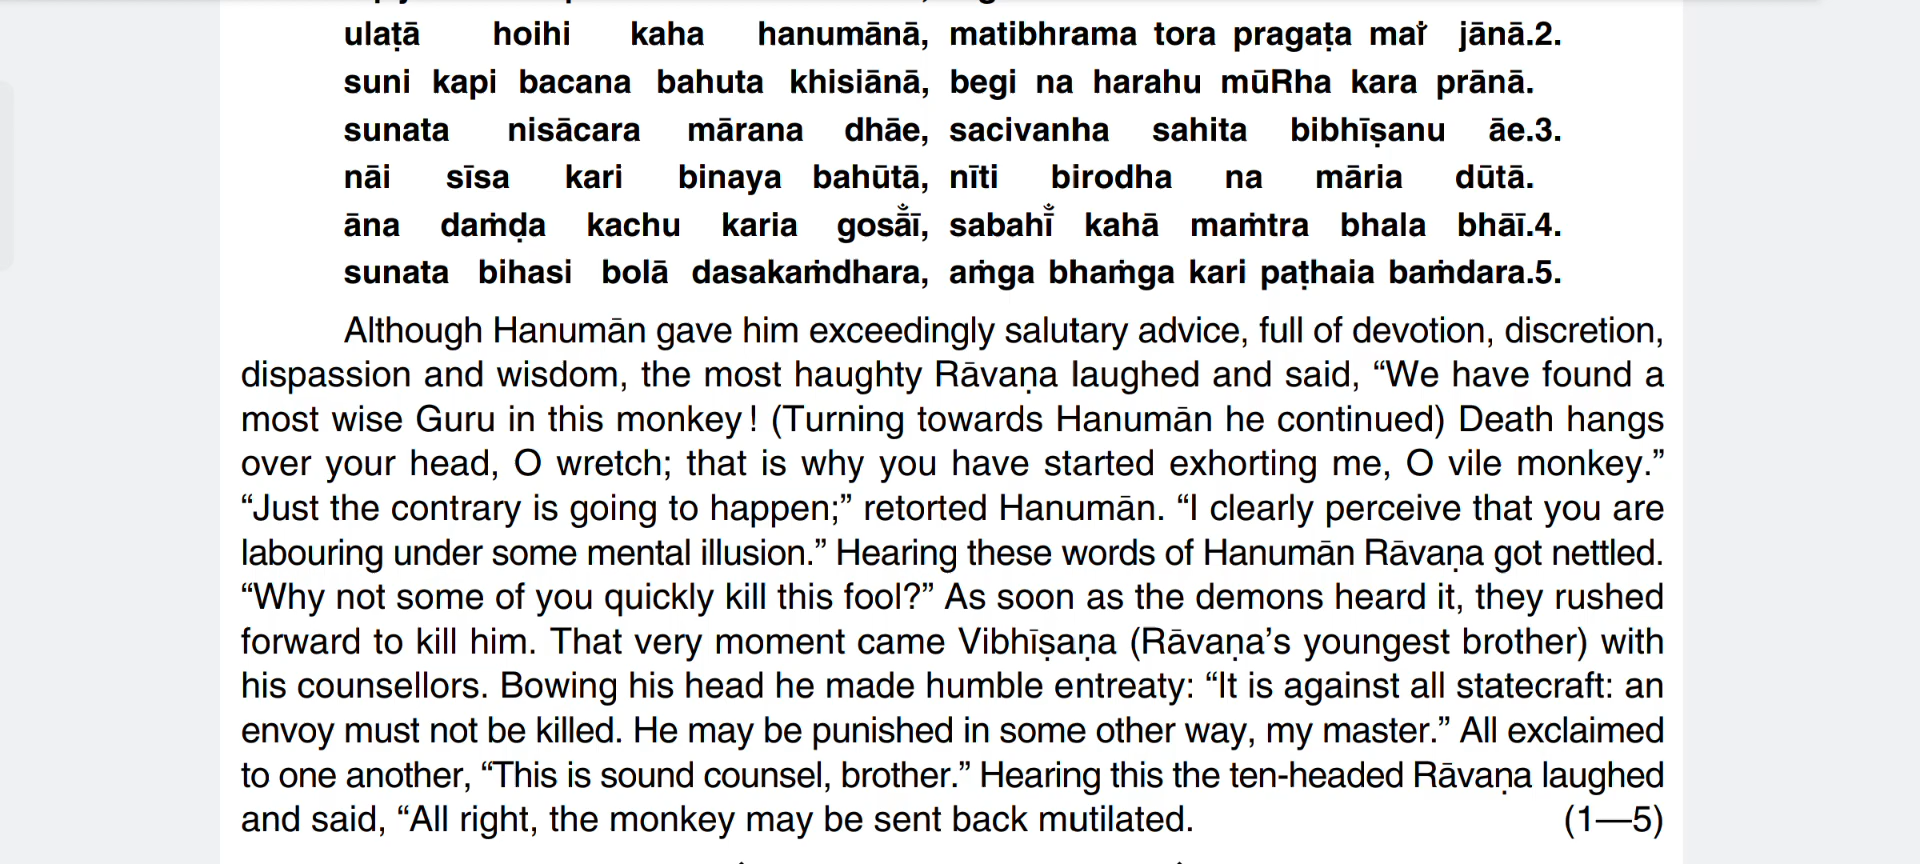 ulaṭā hoihi kaha hanumānā, matibhrama tora pragaṭa maiṁ jānā.2.
suni kapi bacana bahuta khisiānā, begi na harahu mūRha kara prānā.
sunata nisācara mārana dhāe, sacivanha sahita bibhīṣanu āe.3.
nāi sīsa kari binaya bahūtā, nīti birodha na māria dūtā.
āna daṁḍa kachu karia gosā̐ī, sabahī̐ kahā maṁtra bhala bhāī.4.
sunata bihasi bolā dasakaṁdhara, aṁga bhaṁga kari paṭhaia baṁdara.5.
Although Hanumān gave him exceedingly salutary advice, full of devotion, discretion,
dispassion and wisdom, the most haughty Rāvaṇa laughed and said, “We have found a
most wise Guru in this monkey! (Turning towards Hanumān he continued) Death hangs
over your head, O wretch; that is why you have started exhorting me, O vile monkey.”
“Just the contrary is going to happen;” retorted Hanumān. “I clearly perceive that you are
labouring under some mental illusion.” Hearing these words of Hanumān Rāvaṇa got nettled.
“Why not some of you quickly kill this fool?” As soon as the demons heard it, they rushed
forward to kill him. That very moment came Vibhīṣaṇa (Rāvaṇa’s youngest brother) with
his counsellors. Bowing his head he made humble entreaty: “It is against all statecraft: an
envoy must not be killed. He may be punished in some other way, my master.” All exclaimed
to one another, “This is sound counsel, brother.” Hearing this the ten-headed Rāvaṇa laughed
and said, “All right, the monkey may be sent back mutilated. (1—5)